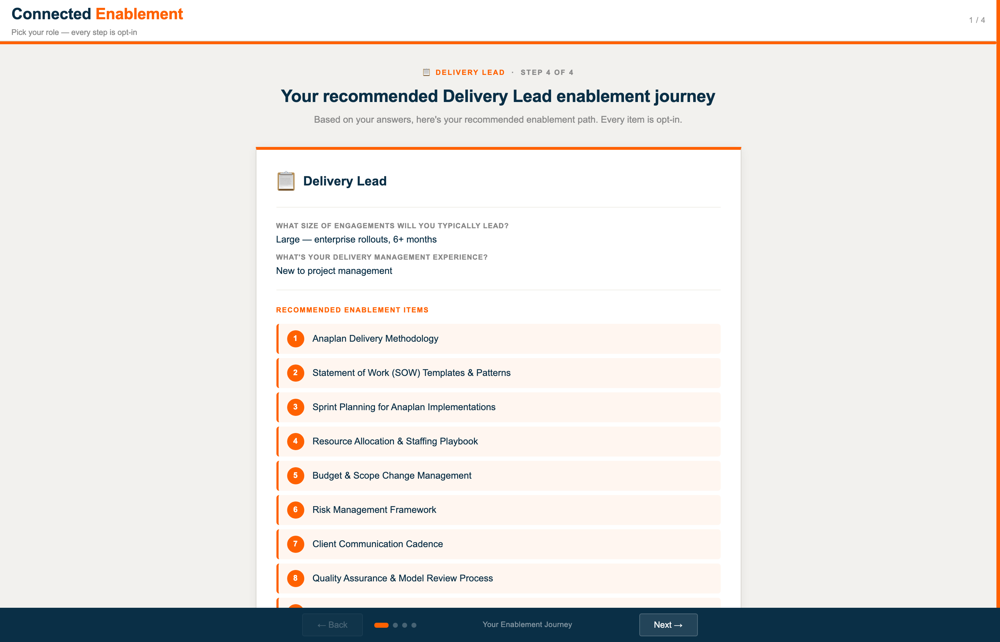 Connected Enablement
Pick your role — every step is opt-in
1 / 4
DELIVERY LEAD · STEP 4 OF 4
Your recommended Delivery Lead enablement journey
Based on your answers, here's your recommended enablement path. Every item is opt-in.
Delivery Lead
WHAT SIZE OF ENGAGEMENTS WILL YOU TYPICALLY LEAD?
Large — enterprise rollouts, 6+ months
WHAT'S YOUR DELIVERY MANAGEMENT EXPERIENCE?
New to project management
RECOMMENDED ENABLEMENT ITEMS
1 Anaplan Delivery Methodology
2 Statement of Work (SOW) Templates & Patterns
3 Sprint Planning for Anaplan Implementations
4 Resource Allocation & Staffing Playbook
5 Budget & Scope Change Management
6 Risk Management Framework
7 Client Communication Cadence
8 Quality Assurance & Model Review Process
← Back
Your Enablement Journey
Next →